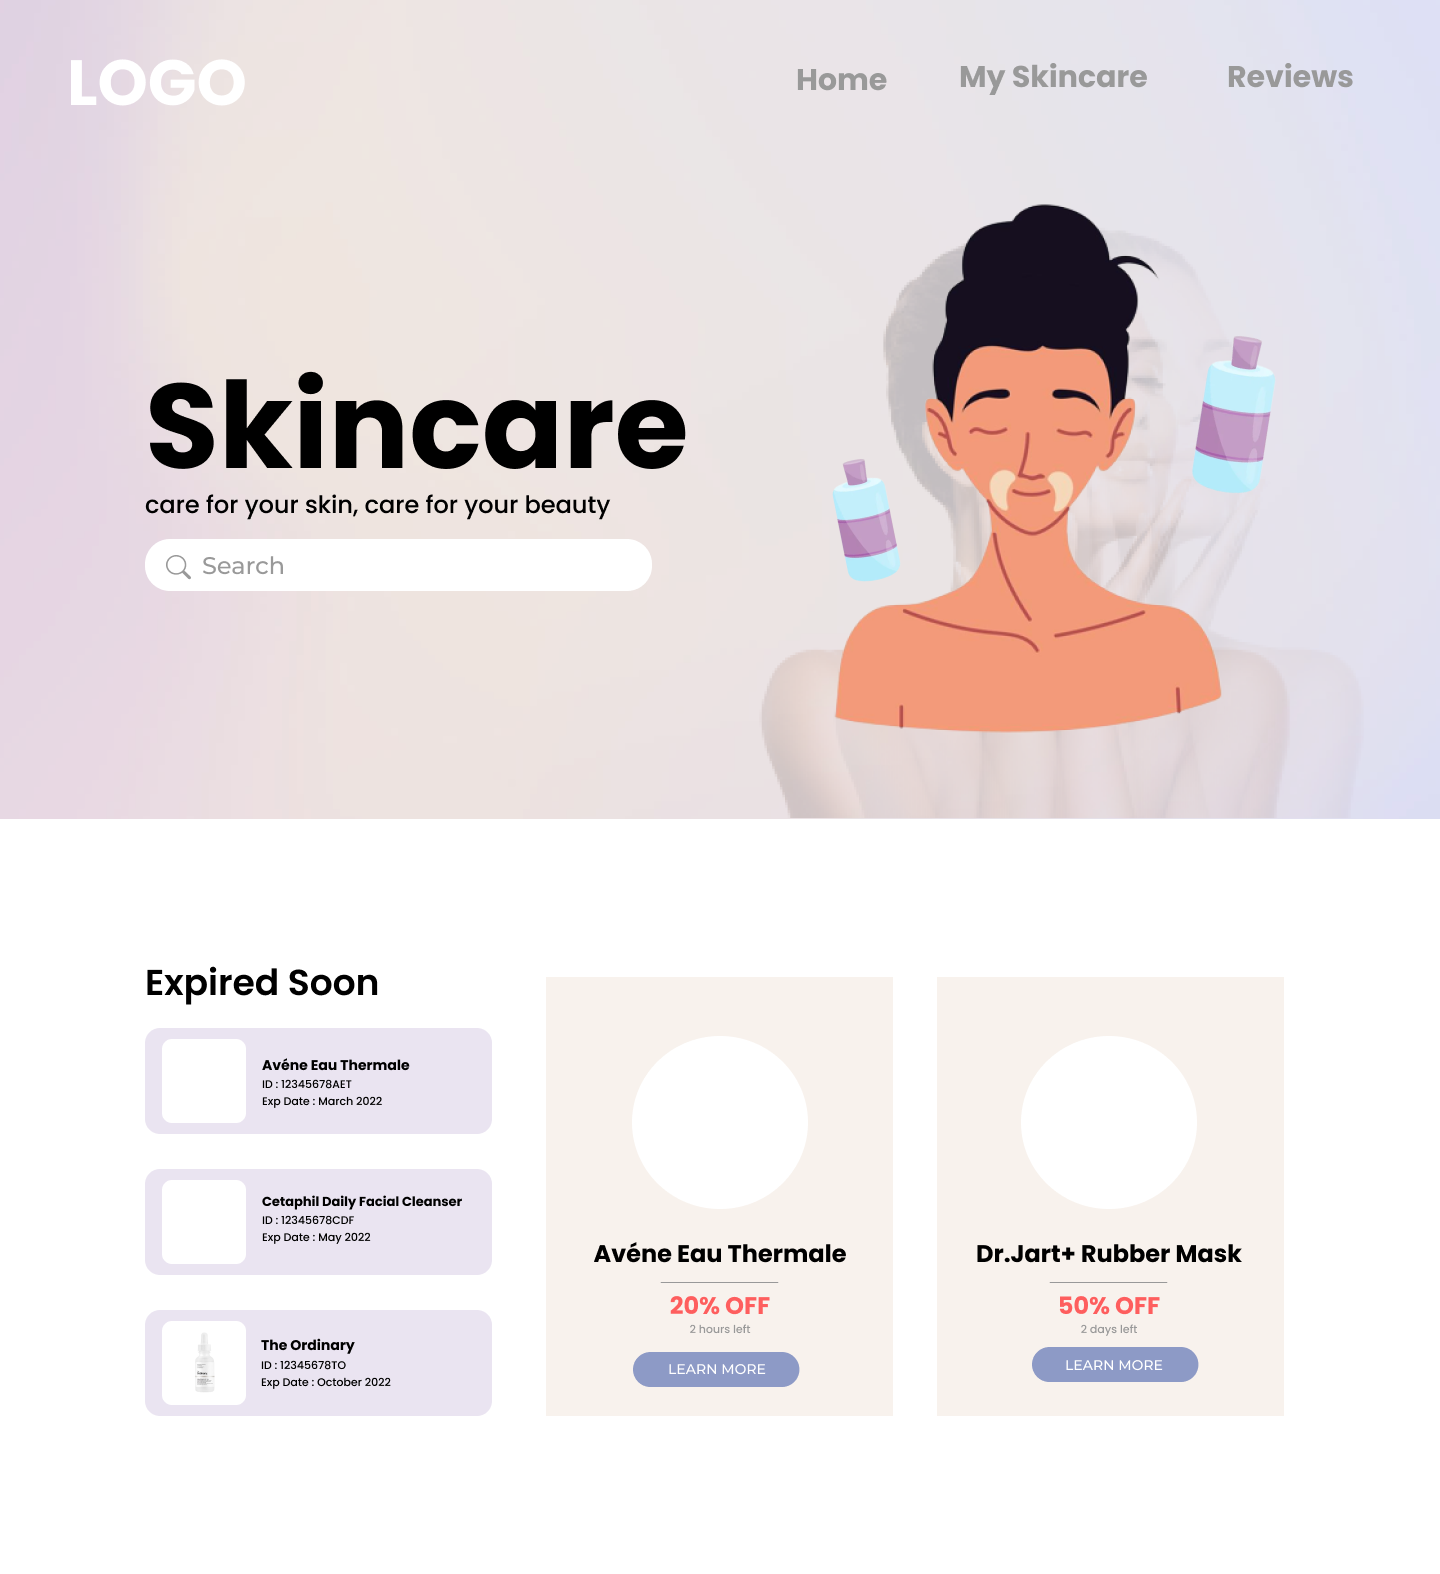 LOGO
Home
My Skincare
Reviews
Skincare
care for your skin, care for your beauty
Search
Expired Soon
Avéne Eau Thermale
ID : 12345678AET
Exp Date : March 2022
Cetaphil Daily Facial Cleanser
ID : 12345678CDF
Exp Date : May 2022
The Ordinary
ID : 12345678TO
Exp Date : October 2022
Avéne Eau Thermale
20% OFF
2 hours left
LEARN MORE
Dr.Jart+ Rubber Mask
50% OFF
2 days left
LEARN MORE